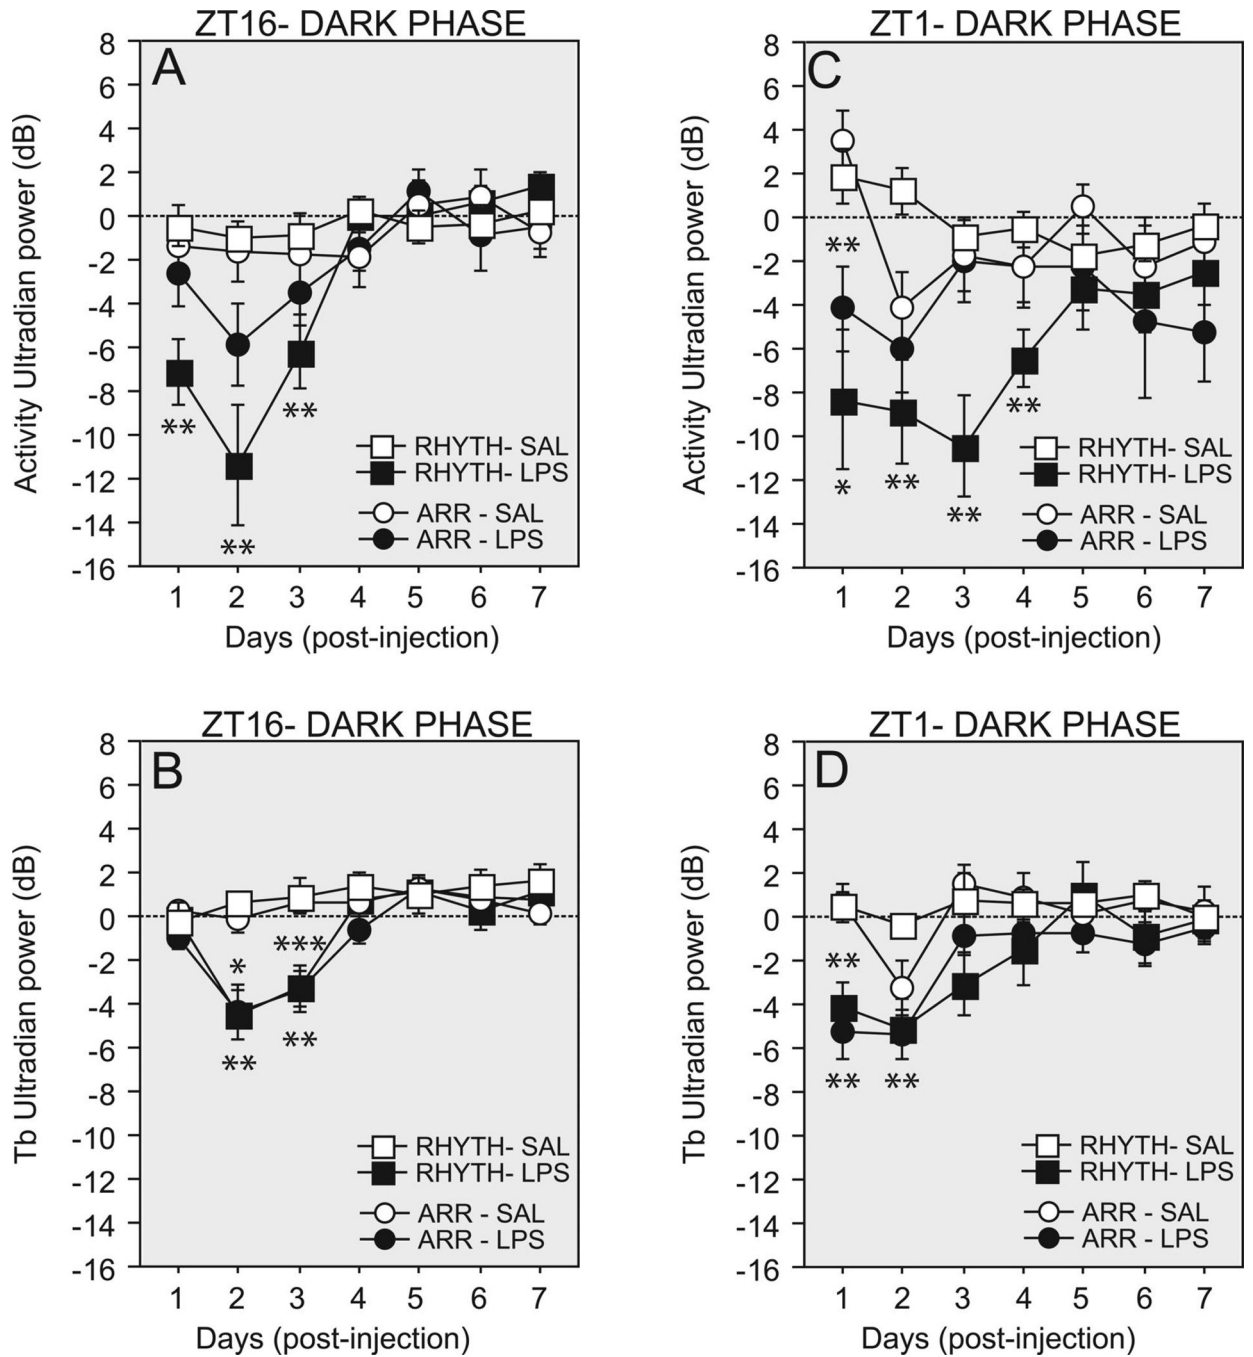 ZT16- DARK PHASE
A
Activity Ultradian power (dB)
8
6
4
2
0
-2
-4
-6
-8
-10
-12
-14
-16
**
**
**
RHYTH- SAL
RHYTH- LPS
ARR - SAL
ARR - LPS
1 2 3 4 5 6 7
Days (post-injection)
ZT1- DARK PHASE
C
Activity Ultradian power (dB)
8
6
4
2
0
-2
-4
-6
-8
-10
-12
-14
-16
**
*
**
**
**
RHYTH- SAL
RHYTH- LPS
ARR - SAL
ARR - LPS
1 2 3 4 5 6 7
Days (post-injection)
ZT16- DARK PHASE
B
Tb Ultradian power (dB)
8
6
4
2
0
-2
-4
-6
-8
-10
-12
-14
-16
*
***
**
**
RHYTH- SAL
RHYTH- LPS
ARR - SAL
ARR - LPS
1 2 3 4 5 6 7
Days (post-injection)
ZT1- DARK PHASE
D
Tb Ultradian power (dB)
8
6
4
2
0
-2
-4
-6
-8
-10
-12
-14
-16
**
**
**
RHYTH- SAL
RHYTH- LPS
ARR - SAL
ARR - LPS
1 2 3 4 5 6 7
Days (post-injection)